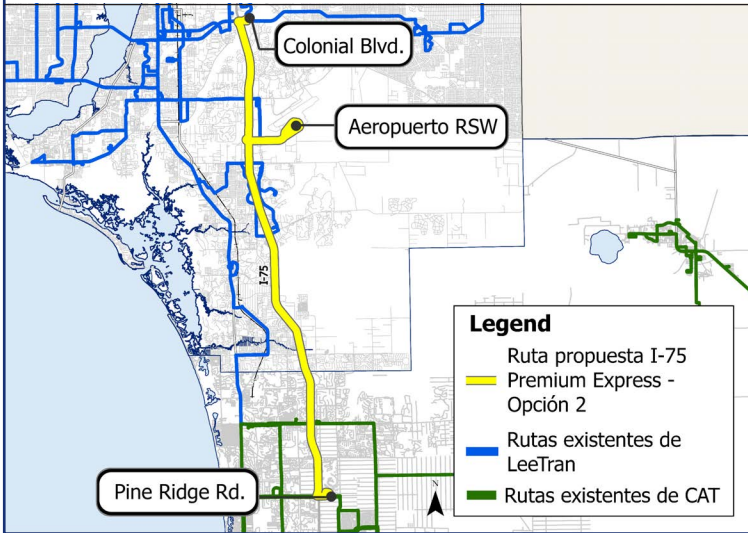 Colonial Blvd.
Aeropuerto RSW
I-75
Legend
Ruta propuesta I-75
Premium Express -
Opción 2
Rutas existentes de
LeeTran
Rutas existentes de CAT
Pine Ridge Rd.
N